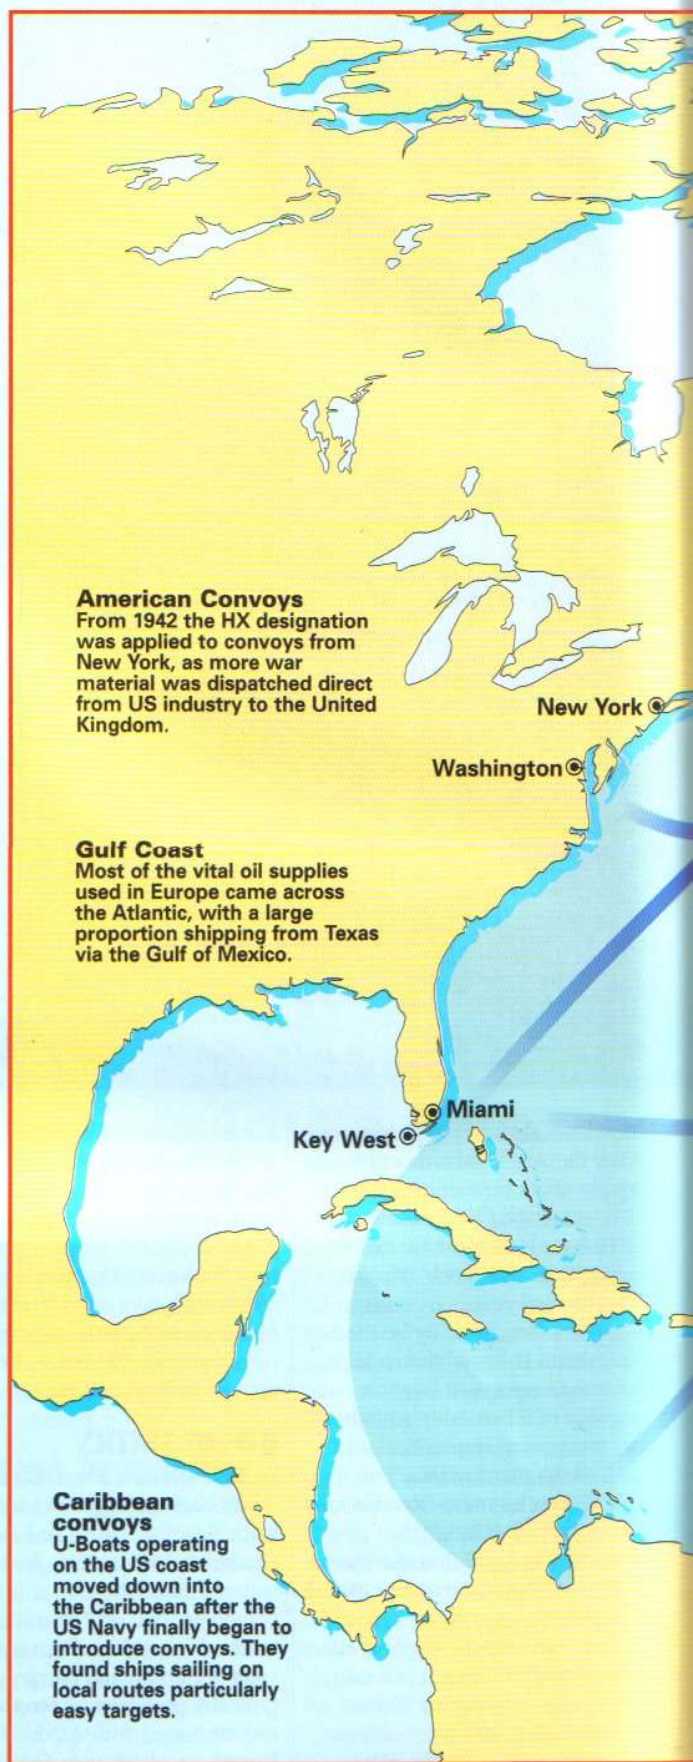 American Convoys
From 1942 the HX designation
was applied to convoys from
New York, as more war
material was dispatched direct
from US industry to the United
Kingdom.
New York
Washington
Gulf Coast
Most of the vital oil supplies
used in Europe came across
the Atlantic, with a large
proportion shipping from Texas
via the Gulf of Mexico.
Miami
Key West
Caribbean
convoys
U-Boats operating
on the US coast
moved down into
the Caribbean after the
US Navy finally began to
introduce convoys. They
found ships sailing on
local routes particularly
easy targets.